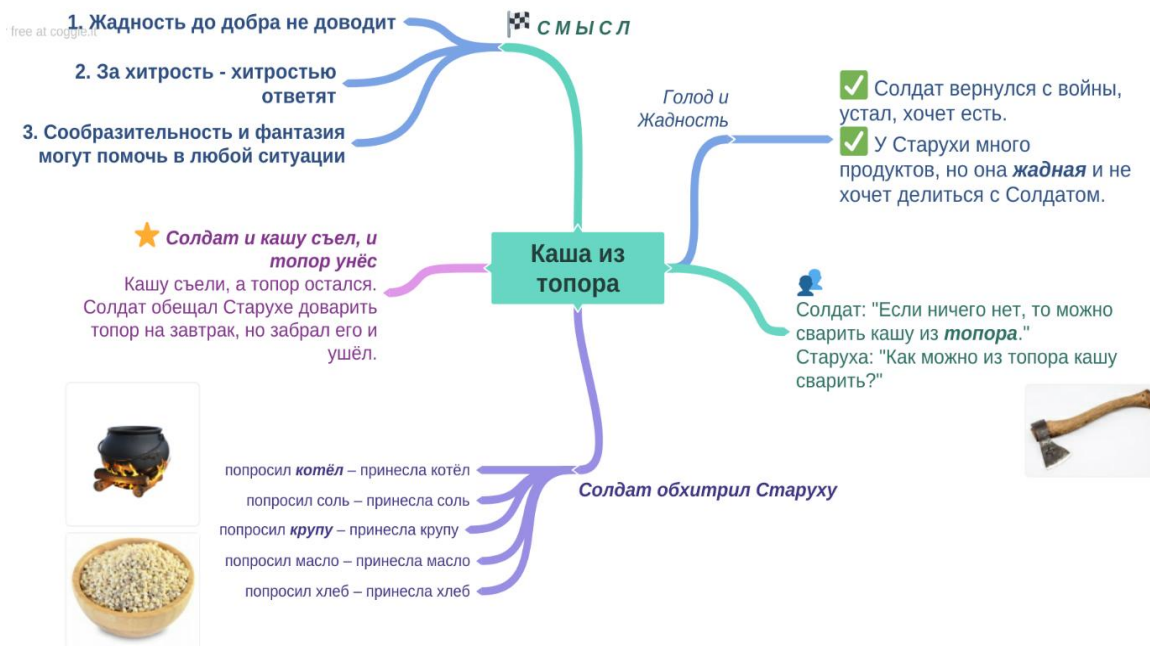 free at coggle.it
1. Жадность до добра не доводит
2. За хитрость - хитростью
ответят
3. Сообразительность и фантазия
могут помочь в любой ситуации
С М Ы С Л
Голод и
Жадность
Солдат вернулся с войны,
устал, хочет есть.
У Старухи много
продуктов, но она жадная и не
хочет делиться с Солдатом.
Солдат и кашу съел, и
топор унёс
Кашу съели, а топор остался.
Солдат обещал Старухе доварить
топор на завтрак, но забрал его и
ушёл.
Каша из
топора
Солдат: "Если ничего нет, то можно
сварить кашу из топора."
Старуха: "Как можно из топора кашу
сварить?"
попросил котёл – принесла котёл
попросил соль – принесла соль
попросил крупу – принесла крупу
попросил масло – принесла масло
попросил хлеб – принесла хлеб
Солдат обхитрил Старуху